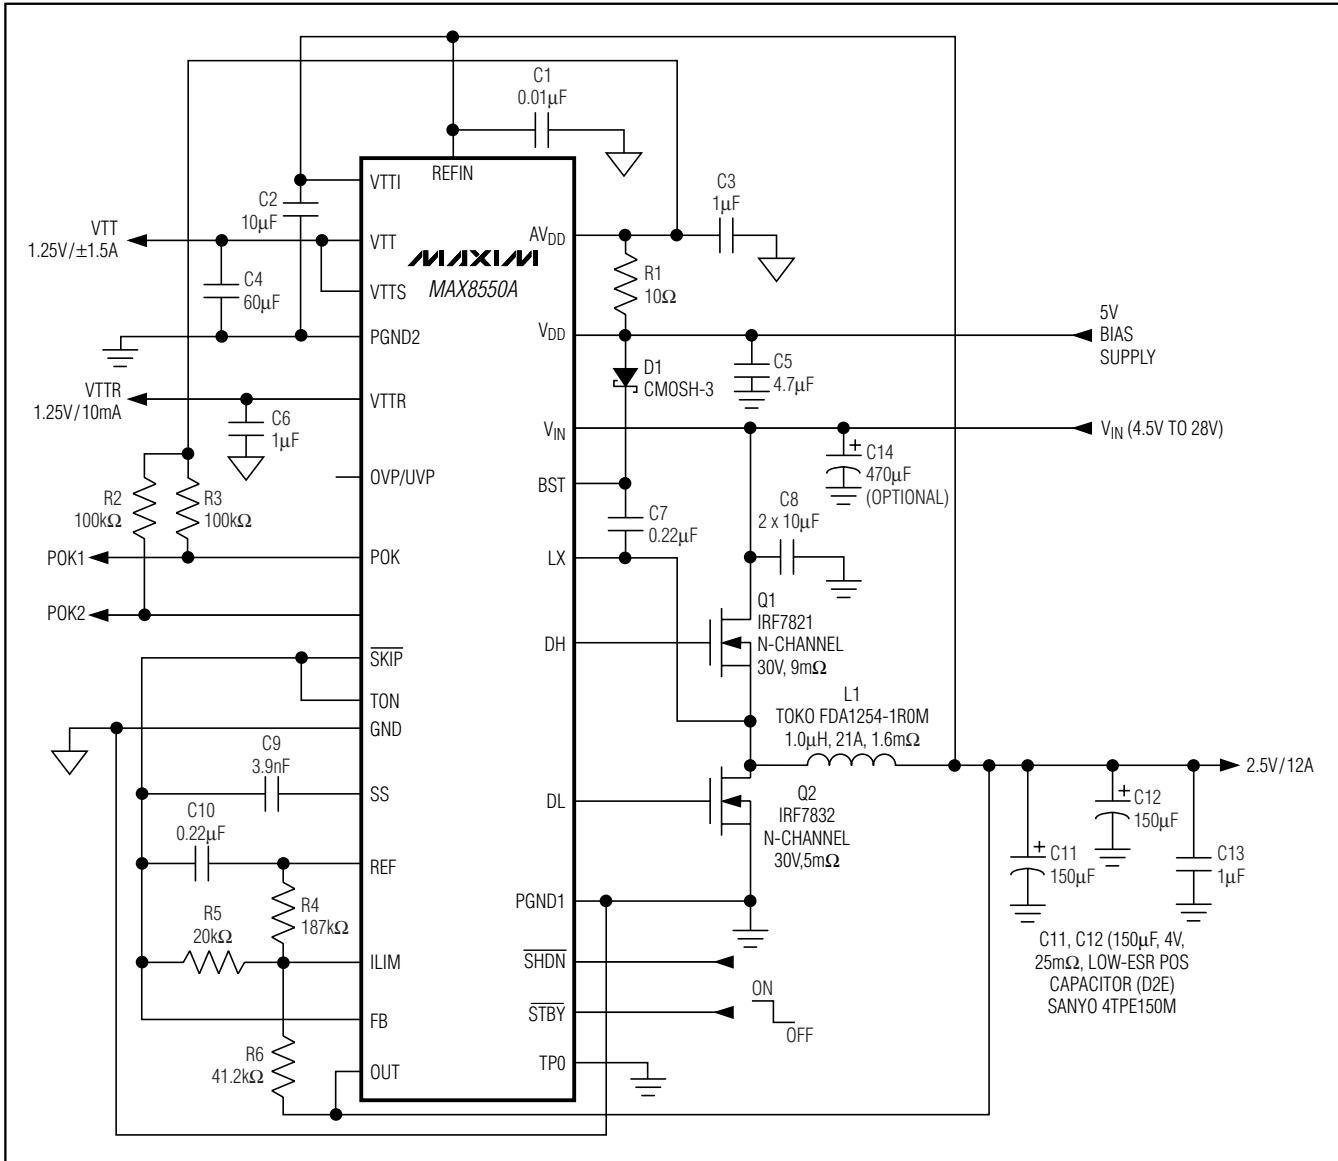 C1
0.01μF
REFIN
VTTI
C2
10μF
C3
1μF
VTT
1.25V/±1.5A
VTT
AVDD
MAXIM
MAX8550A
C4
60μF
VTTS
R1
10Ω
PGND2
VDD
5V
BIAS
SUPPLY
D1
CMOSH-3
C5
4.7μF
VTTR
1.25V/10mA
VTTR
C6
1μF
VIN
VIN (4.5V TO 28V)
C14
470μF
(OPTIONAL)
OVP/UVP
BST
R2
100kΩ
R3
100kΩ
C7
0.22μF
C8
2 x 10μF
POK1
POK
LX
POK2
Q1
IRF7821
N-CHANNEL
30V, 9mΩ
DH
SKIP
TON
GND
L1
TOKO FDA1254-1R0M
1.0μH, 21A, 1.6mΩ
2.5V/12A
C9
3.9nF
SS
DL
Q2
IRF7832
N-CHANNEL
30V,5mΩ
C10
0.22μF
REF
C12
150μF
C11
150μF
C13
1μF
R4
187kΩ
PGND1
R5
20kΩ
ILIM
SHDN
C11, C12 (150μF, 4V,
25mΩ, LOW-ESR POS
CAPACITOR (D2E)
SANYO 4TPE150M
STBY
ON
OFF
FB
R6
41.2kΩ
OUT
TP0